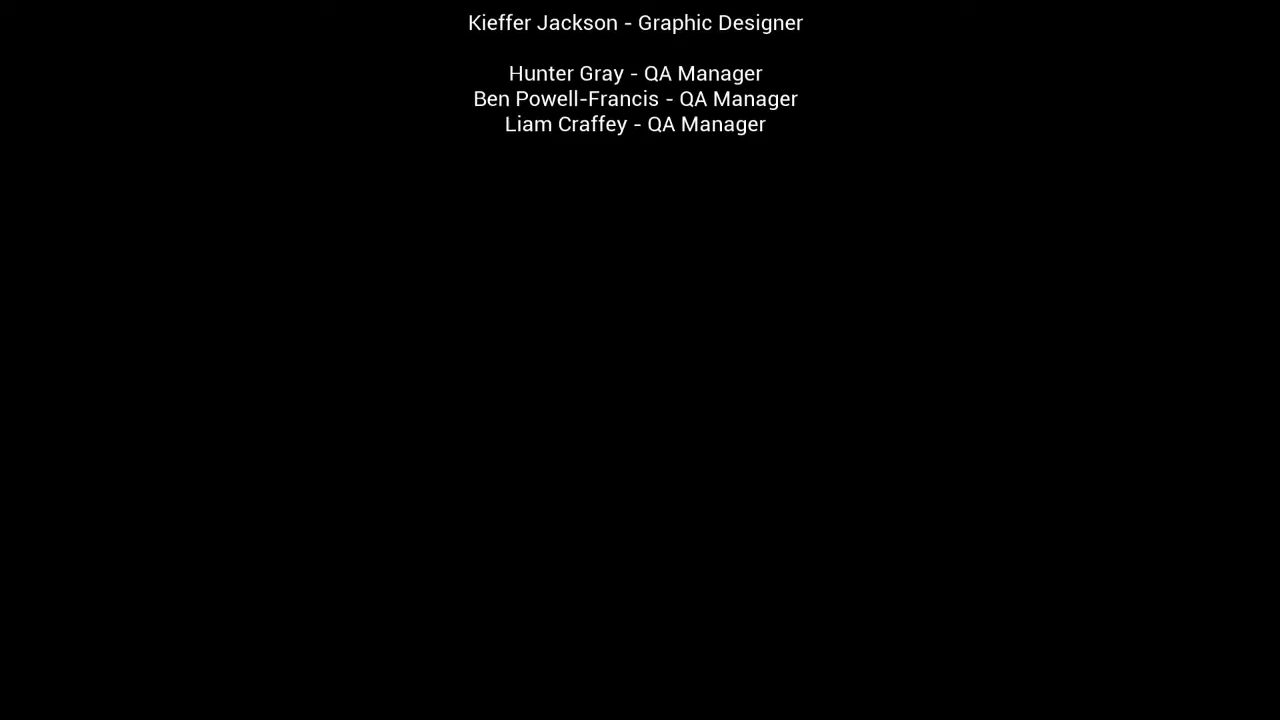 Kieffer Jackson - Graphic Designer
Hunter Gray - QA Manager
Ben Powell-Francis - QA Manager
Liam Craffey - QA Manager